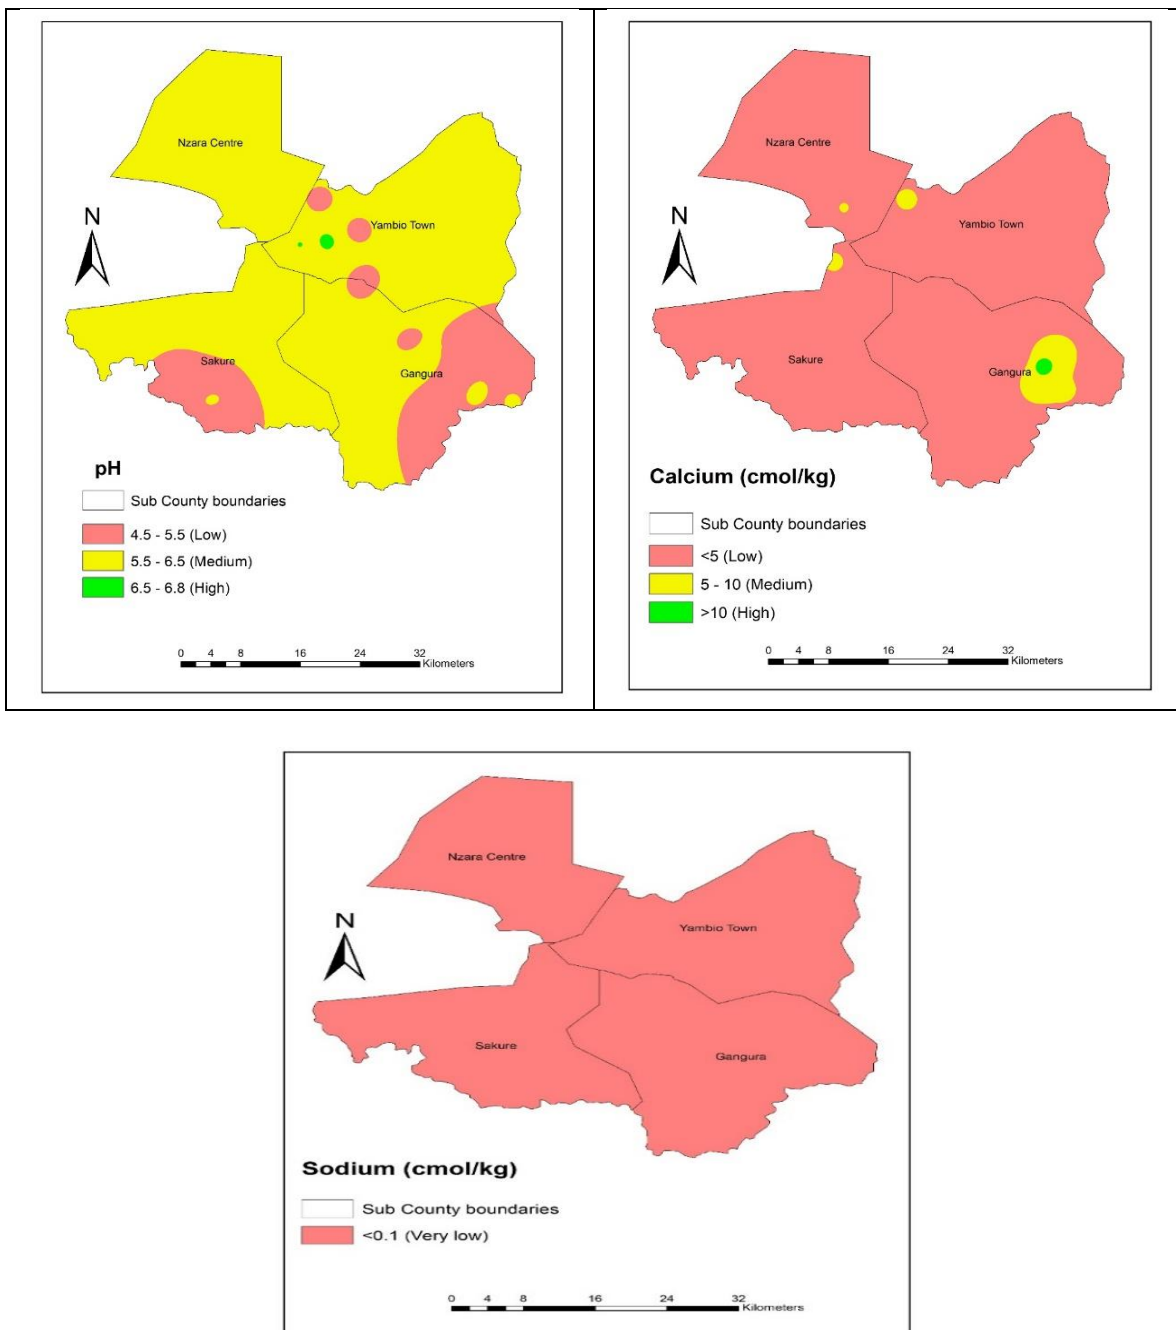 Nzara Centre
Yambio Town
N
Sakure
Gangura
pH
Sub County boundaries
4.5 - 5.5 (Low)
5.5 - 6.5 (Medium)
6.5 - 6.8 (High)
0 4 8 16 24 32
Kilometers
Nzara Centre
Yambio Town
N
Sakure
Gangura
Calcium (cmol/kg)
Sub County boundaries
<5 (Low)
5 - 10 (Medium)
>10 (High)
0 4 8 16 24 32
Kilometers
Nzara Centre
N
Yambio Town
Sakure
Gangura
Sodium (cmol/kg)
Sub County boundaries
<0.1 (Very low)
0 4 8 16 24 32
Kilometers